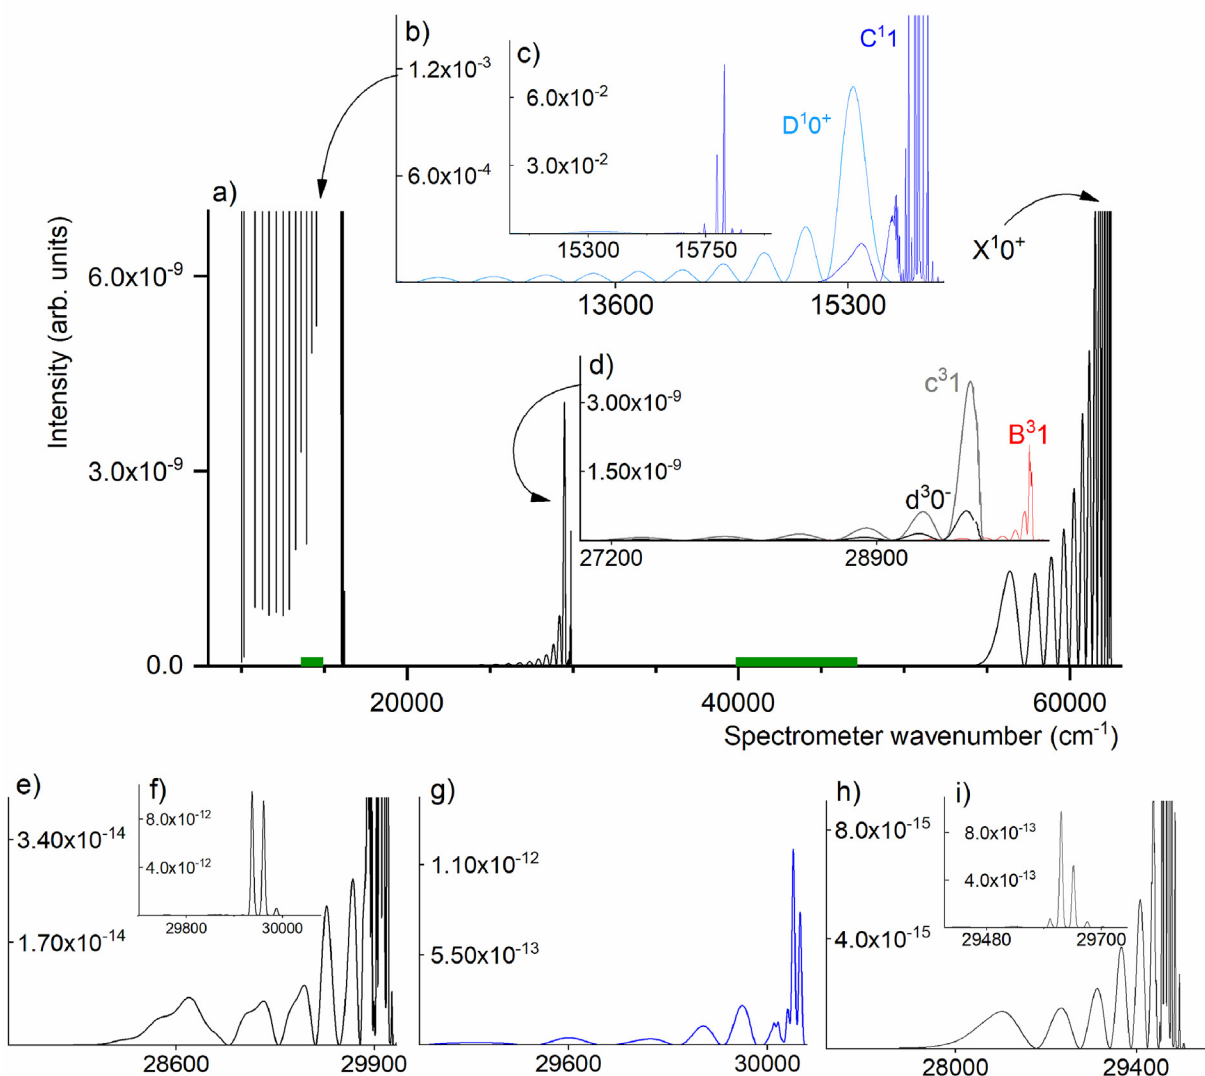 b)
C¹1
c)
1.2x10⁻³
6.0x10⁻²
D¹0⁺
3.0x10⁻²
6.0x10⁻⁴
15300
15750
13600
15300
a)
X¹0⁺
Intensity (arb. units)
6.0x10⁻⁹
3.0x10⁻⁹
0.0
d)
c³1
3.00x10⁻⁹
B³1
1.50x10⁻⁹
d³0⁻
27200
28900
20000
40000
60000
Spectrometer wavenumber (cm⁻¹)
e)
f)
8.0x10⁻¹²
3.40x10⁻¹⁴
4.0x10⁻¹²
29800
30000
1.70x10⁻¹⁴
28600
29900
g)
1.10x10⁻¹²
5.50x10⁻¹³
29600
30000
h)
i)
8.0x10⁻¹⁵
8.0x10⁻¹³
4.0x10⁻¹³
29480
29700
4.0x10⁻¹⁵
28000
29400